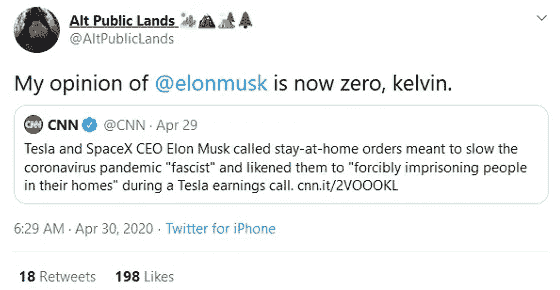 Alt Public Lands
@AltPublicLands
My opinion of @elonmusk is now zero, kelvin.
CNN @CNN · Apr 29
Tesla and SpaceX CEO Elon Musk called stay-at-home orders meant to slow the
coronavirus pandemic "fascist" and likened them to "forcibly imprisoning people
in their homes" during a Tesla earnings call. cnn.it/2VOOOKL
6:29 AM · Apr 30, 2020 · Twitter for iPhone
18 Retweets 198 Likes